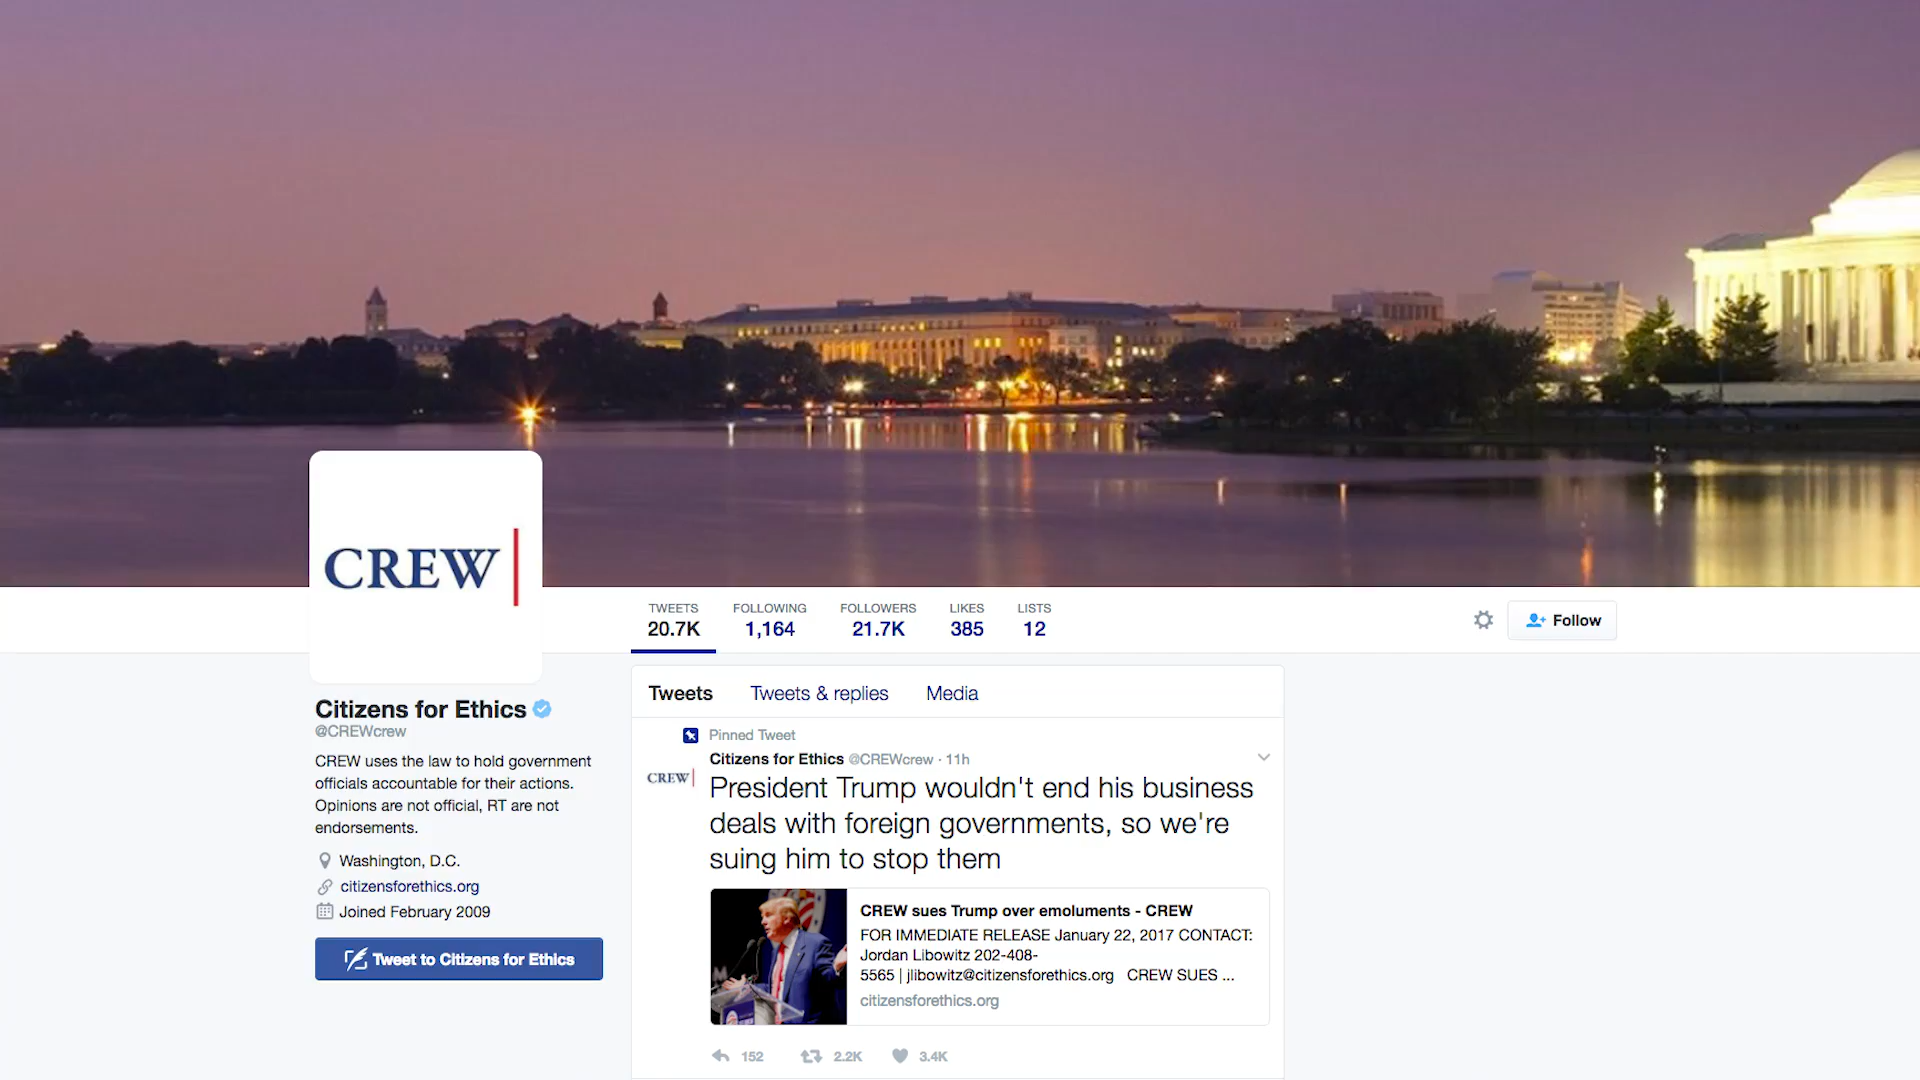 CREW
TWEETS FOLLOWING FOLLOWERS LIKES LISTS
20.7K 1,164 21.7K 385 12
Follow
Citizens for Ethics
@CREWcrew
CREW uses the law to hold government
officials accountable for their actions.
Opinions are not official, RT are not
endorsements.
Washington, D.C.
citizensforethics.org
Joined February 2009
Tweet to Citizens for Ethics
Tweets Tweets & replies Media
Pinned Tweet
Citizens for Ethics @CREWcrew · 11h
CREW
President Trump wouldn't end his business
deals with foreign governments, so we're
suing him to stop them
CREW sues Trump over emoluments - CREW
FOR IMMEDIATE RELEASE January 22, 2017 CONTACT:
Jordan Libowitz 202-408-
5565 | jlibowitz@citizensforethics.org CREW SUES ...
citizensforethics.org
152 2.2K 3.4K